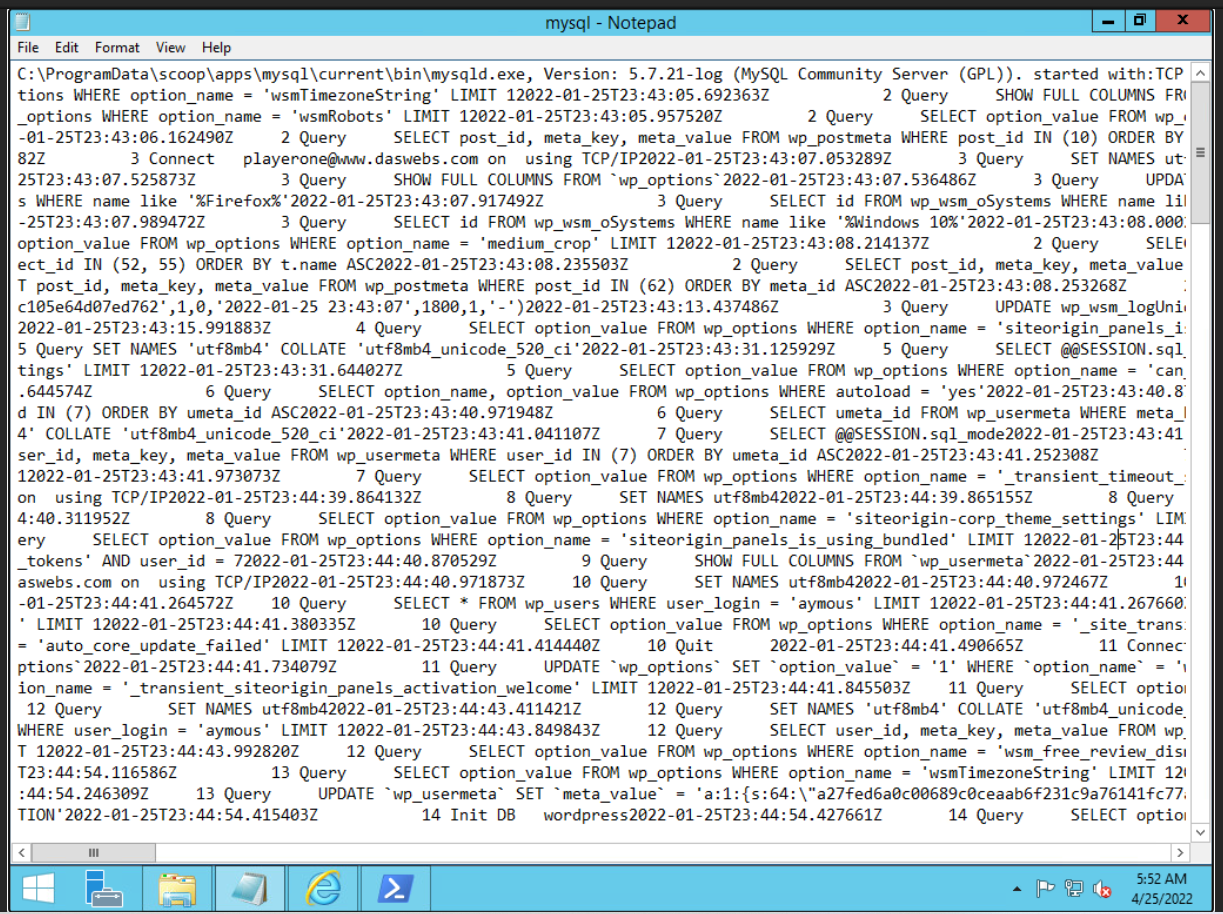 mysql - Notepad
File Edit Format View Help
C:\ProgramData\scoop\apps\mysql\current\bin\mysqld.exe, Version: 5.7.21-log (MySQL Community Server (GPL)). started with:TCP
tions WHERE option_name = 'wsmTimezoneString' LIMIT 12022-01-25T23:43:05.692363Z 2 Query SHOW FULL COLUMNS FR
_options WHERE option_name = 'wsmRobots' LIMIT 12022-01-25T23:43:05.957520Z 2 Query SELECT option_value FROM wp_
-01-25T23:43:06.162490Z 2 Query SELECT post_id, meta_key, meta_value FROM wp_postmeta WHERE post_id IN (10) ORDER BY
82Z 3 Connect playerone@www.daswebs.com on using TCP/IP2022-01-25T23:43:07.053289Z 3 Query SET NAMES ut
25T23:43:07.525873Z 3 Query SHOW FULL COLUMNS FROM `wp_options`2022-01-25T23:43:07.536486Z 3 Query UPDA
s WHERE name like '%Firefox%'2022-01-25T23:43:07.917492Z 3 Query SELECT id FROM wp_wsm_oSystems WHERE name li
-25T23:43:07.989472Z 3 Query SELECT id FROM wp_wsm_oSystems WHERE name like '%Windows 10%'2022-01-25T23:43:08.000
option_value FROM wp_options WHERE option_name = 'medium_crop' LIMIT 12022-01-25T23:43:08.214137Z 2 Query SELE
ect_id IN (52, 55) ORDER BY t.name ASC2022-01-25T23:43:08.235503Z 2 Query SELECT post_id, meta_key, meta_value
T post_id, meta_key, meta_value FROM wp_postmeta WHERE post_id IN (62) ORDER BY meta_id ASC2022-01-25T23:43:08.253268Z
c105e64d07ed762',1,0,'2022-01-25 23:43:07',1800,1,'-')2022-01-25T23:43:13.437486Z 3 Query UPDATE wp_wsm_logUni
2022-01-25T23:43:15.991883Z 4 Query SELECT option_value FROM wp_options WHERE option_name = 'siteorigin_panels_i
5 Query SET NAMES 'utf8mb4' COLLATE 'utf8mb4_unicode_520_ci'2022-01-25T23:43:31.125929Z 5 Query SELECT @@SESSION.sql_
tings' LIMIT 12022-01-25T23:43:31.644027Z 5 Query SELECT option_value FROM wp_options WHERE option_name = 'can_
.644574Z 6 Query SELECT option_name, option_value FROM wp_options WHERE autoload = 'yes'2022-01-25T23:43:40.8
d IN (7) ORDER BY umeta_id ASC2022-01-25T23:43:40.971948Z 6 Query SELECT umeta_id FROM wp_usermeta WHERE meta_
4' COLLATE 'utf8mb4_unicode_520_ci'2022-01-25T23:43:41.041107Z 7 Query SELECT @@SESSION.sql_mode2022-01-25T23:43:41
ser_id, meta_key, meta_value FROM wp_usermeta WHERE user_id IN (7) ORDER BY umeta_id ASC2022-01-25T23:43:41.252308Z
12022-01-25T23:43:41.973073Z 7 Query SELECT option_value FROM wp_options WHERE option_name = '_transient_timeout_
on using TCP/IP2022-01-25T23:44:39.864132Z 8 Query SET NAMES utf8mb42022-01-25T23:44:39.865155Z 8 Query
4:40.311952Z 8 Query SELECT option_value FROM wp_options WHERE option_name = 'siteorigin-corp_theme_settings' LIM
ery SELECT option_value FROM wp_options WHERE option_name = 'siteorigin_panels_is_using_bundled' LIMIT 12022-01-25T23:44
_tokens' AND user_id = 72022-01-25T23:44:40.870529Z 9 Query SHOW FULL COLUMNS FROM `wp_usermeta`2022-01-25T23:44
aswebs.com on using TCP/IP2022-01-25T23:44:40.971873Z 10 Query SET NAMES utf8mb42022-01-25T23:44:40.972467Z 1
-01-25T23:44:41.264572Z 10 Query SELECT * FROM wp_users WHERE user_login = 'aymous' LIMIT 12022-01-25T23:44:41.267660
' LIMIT 12022-01-25T23:44:41.380335Z 10 Query SELECT option_value FROM wp_options WHERE option_name = '_site_trans
= 'auto_core_update_failed' LIMIT 12022-01-25T23:44:41.414440Z 10 Quit 2022-01-25T23:44:41.490665Z 11 Connec
ptions`2022-01-25T23:44:41.734079Z 11 Query UPDATE `wp_options` SET `option_value` = '1' WHERE `option_name` = '
ion_name = '_transient_siteorigin_panels_activation_welcome' LIMIT 12022-01-25T23:44:41.845503Z 11 Query SELECT optio
12 Query SET NAMES utf8mb42022-01-25T23:44:43.411421Z 12 Query SET NAMES 'utf8mb4' COLLATE 'utf8mb4_unicode_
WHERE user_login = 'aymous' LIMIT 12022-01-25T23:44:43.849843Z 12 Query SELECT user_id, meta_key, meta_value FROM wp_
T 12022-01-25T23:44:43.992820Z 12 Query SELECT option_value FROM wp_options WHERE option_name = 'wsm_free_review_dis
T23:44:54.116586Z 13 Query SELECT option_value FROM wp_options WHERE option_name = 'wsmTimezoneString' LIMIT 120
:44:54.246309Z 13 Query UPDATE `wp_usermeta` SET `meta_value` = 'a:1:{s:64:\"a27fed6a0c00689c0ceaab6f231c9a76141fc77
TION'2022-01-25T23:44:54.415403Z 14 Init DB wordpress2022-01-25T23:44:54.427661Z 14 Query SELECT optio
5:52 AM
4/25/2022